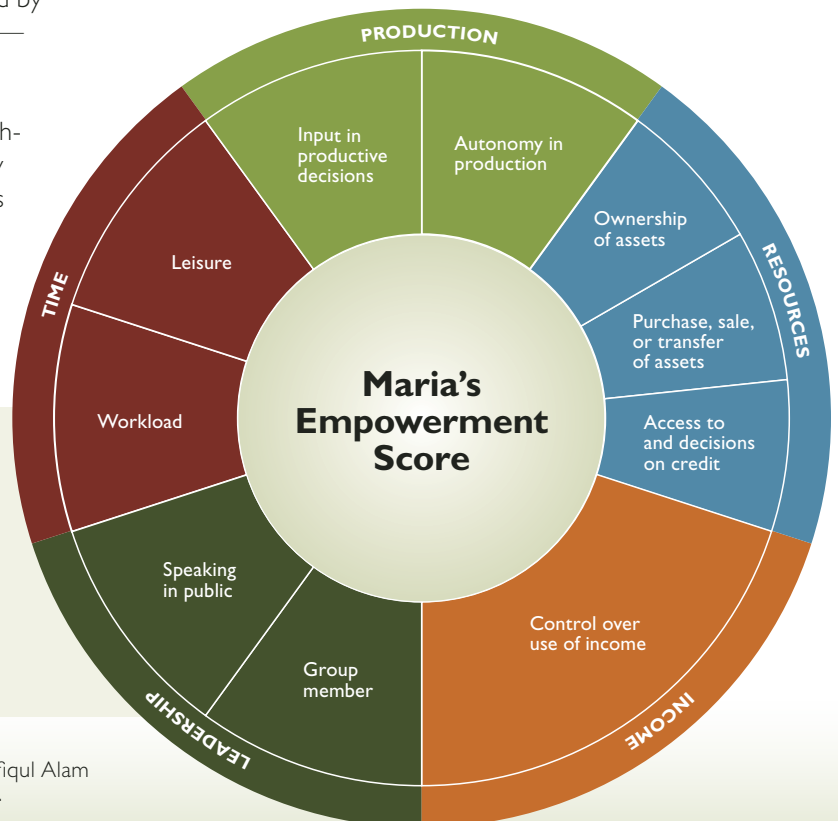 d by
h-
s
PRODUCTION
Input in
productive
decisions
Autonomy in
production
RESOURCES
Ownership
of assets
Purchase, sale,
or transfer
of assets
Access to
and decisions
on credit
INCOME
Control over
use of income
LEADERSHIP
Group
member
Speaking
in public
TIME
Workload
Leisure
Maria's
Empowerment
Score
fiqul Alam